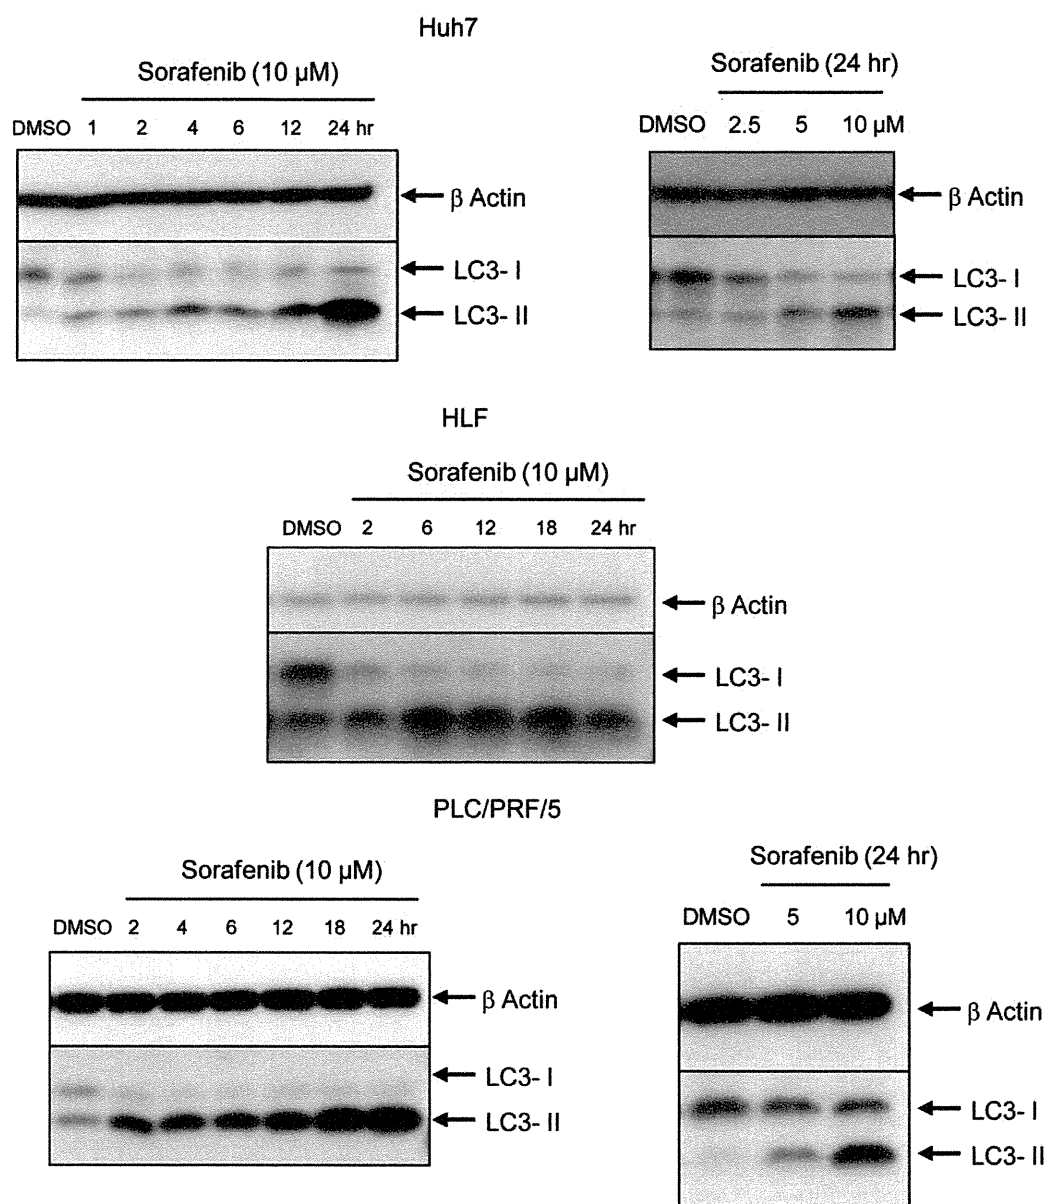 Huh7
Sorafenib (10 µM)
DMSO 1 2 4 6 12 24 hr
β Actin
LC3- I
LC3- II
Sorafenib (24 hr)
DMSO 2.5 5 10 µM
β Actin
LC3- I
LC3- II
HLF
Sorafenib (10 µM)
DMSO 2 6 12 18 24 hr
β Actin
LC3- I
LC3- II
PLC/PRF/5
Sorafenib (10 µM)
DMSO 2 4 6 12 18 24 hr
β Actin
LC3- I
LC3- II
Sorafenib (24 hr)
DMSO 5 10 µM
β Actin
LC3- I
LC3- II